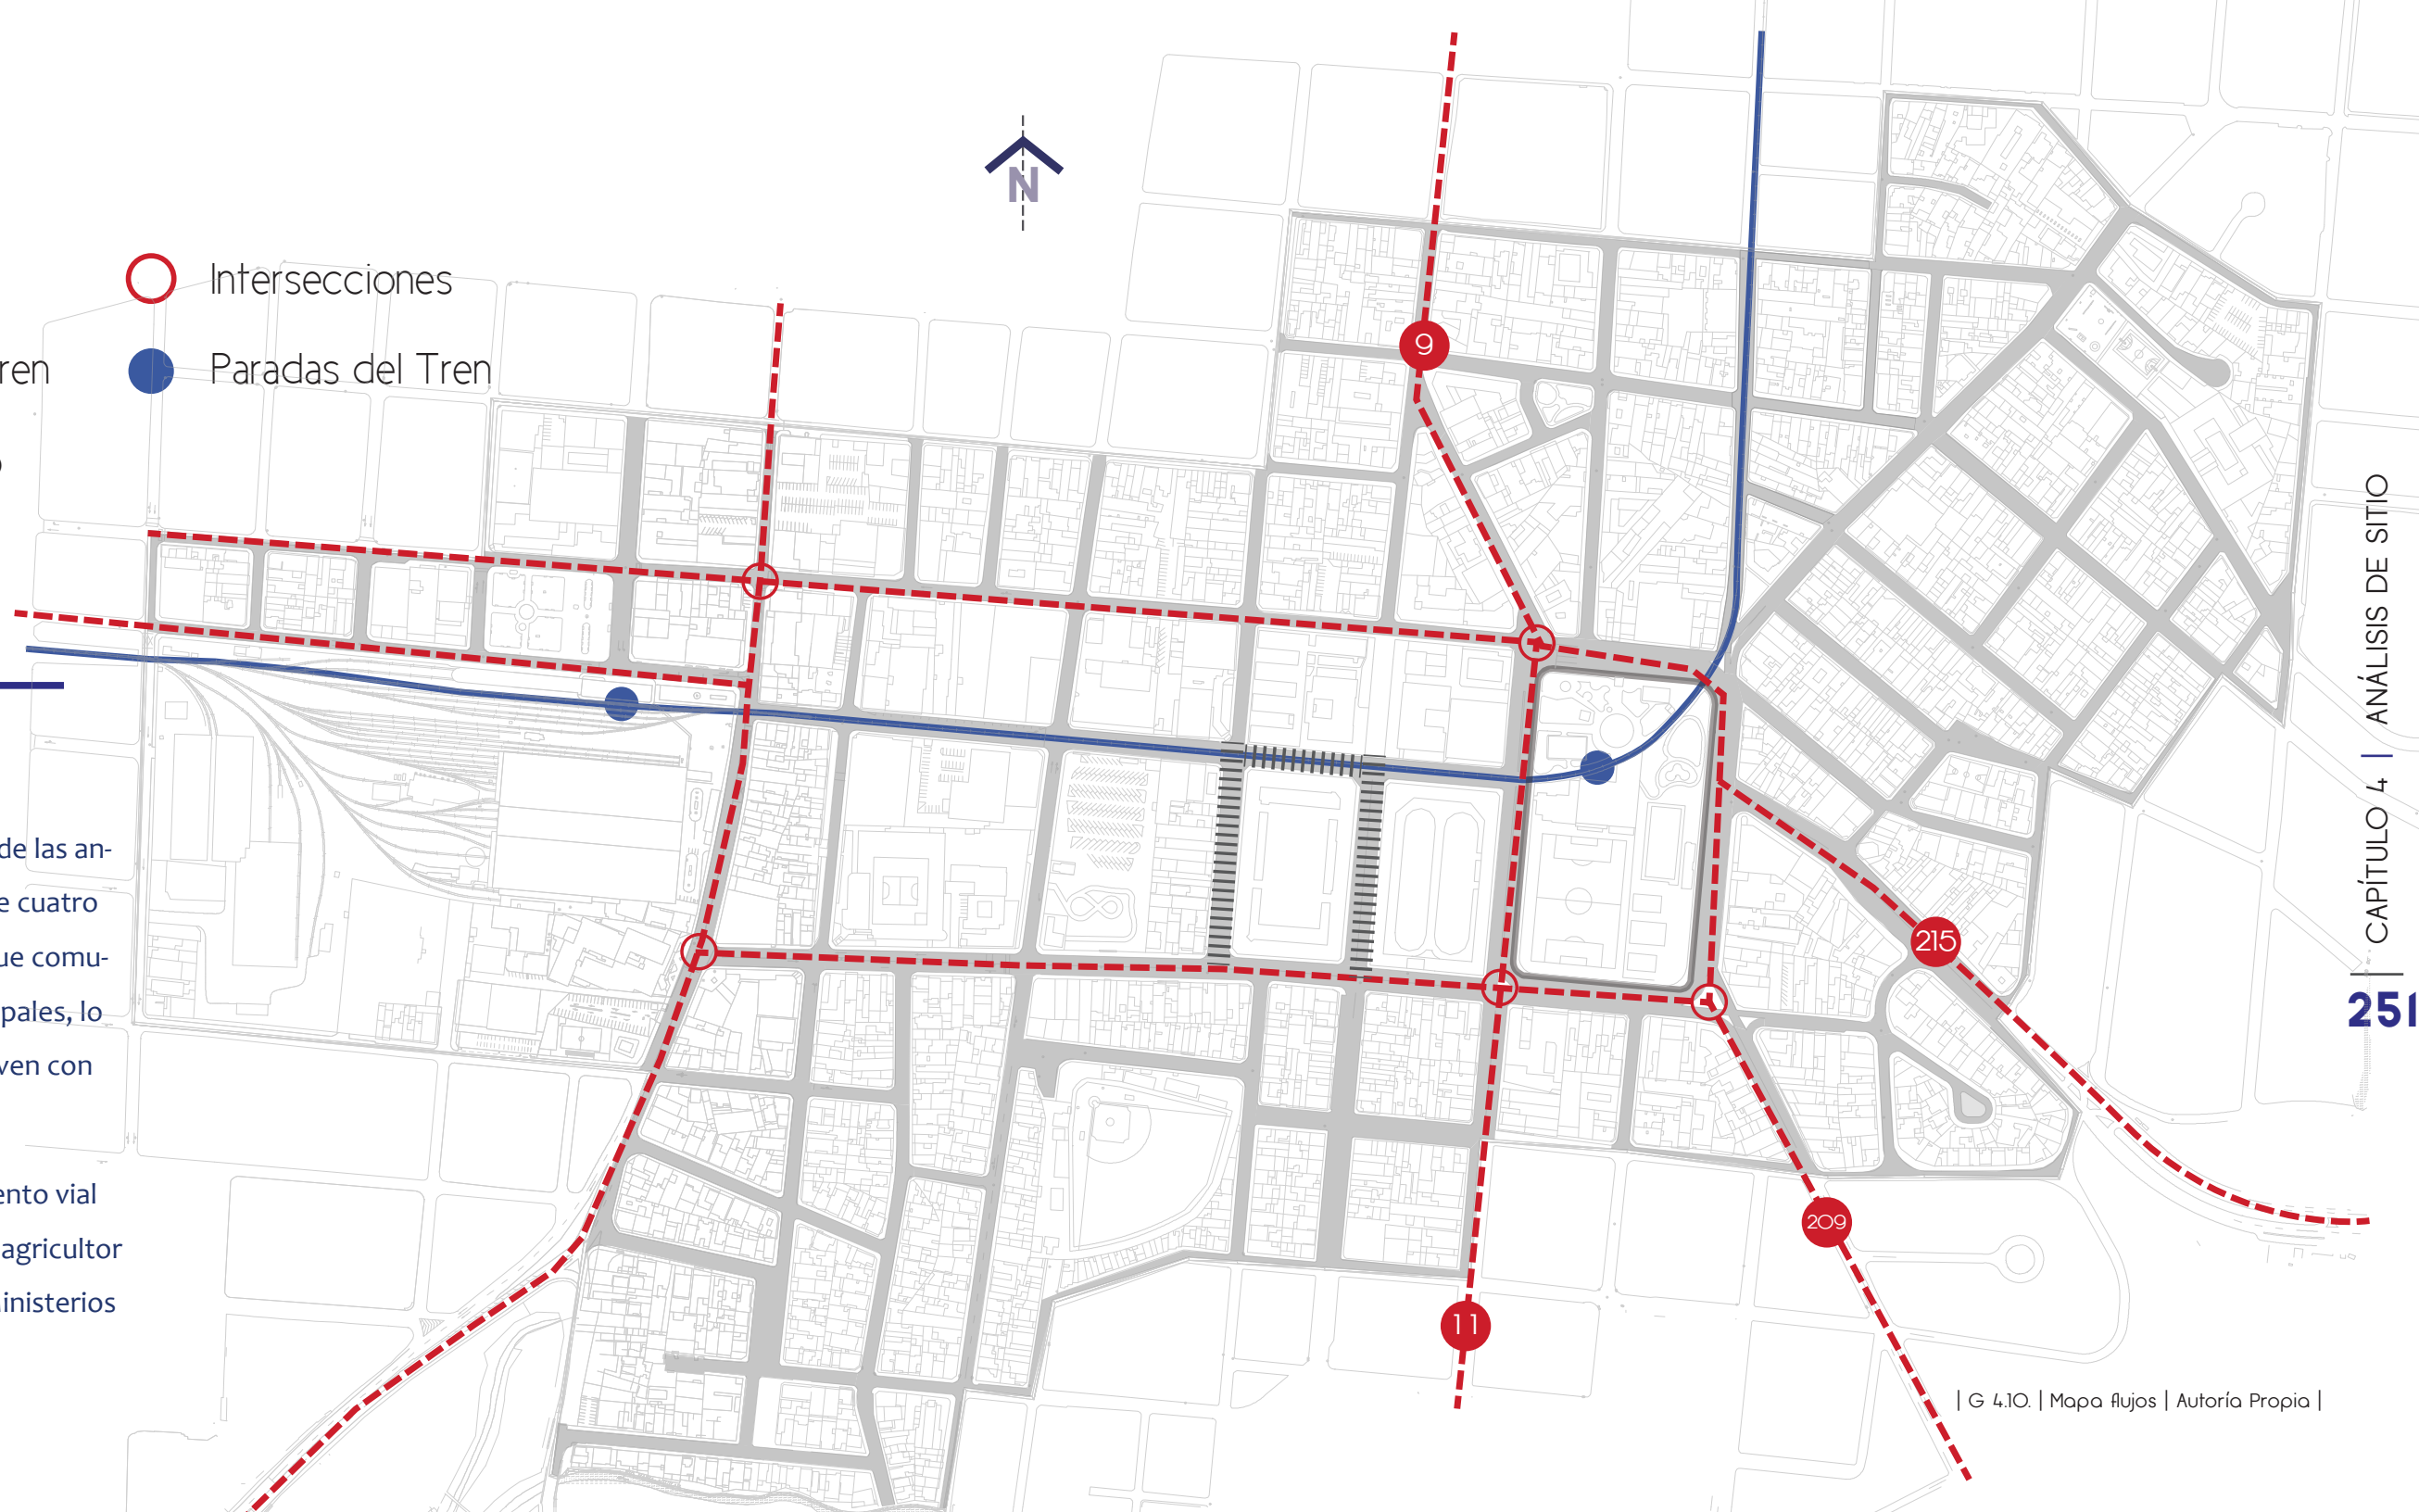 Intersecciones
ren
Paradas del Tren
o
N
9
215
209
11
de las an-
e cuatro
ue comu-
pales, lo
ven con
ento vial
agricultor
inisterios
CAPÍTULO 4 | ANÁLISIS DE SITIO
251
| G 4.10. | Mapa flujos | Autoría Propia |